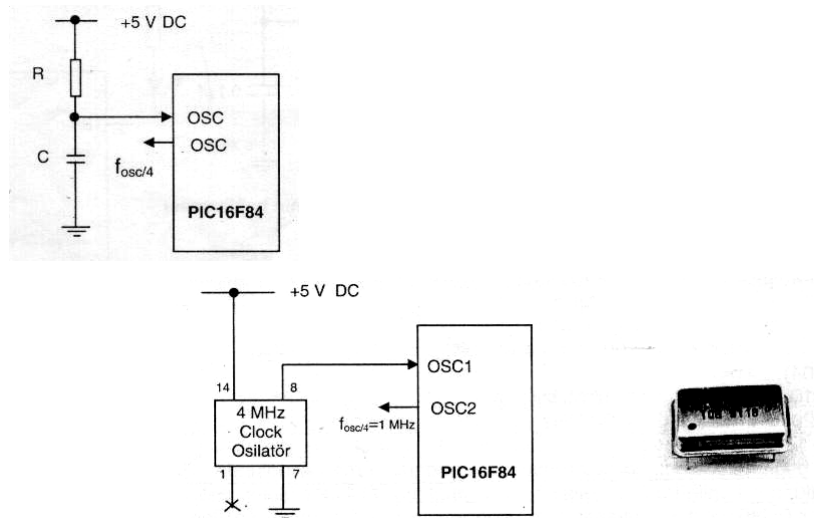 +5 V DC
R
OSC
OSC
C
fosc/4
PIC16F84
+5 V DC
14
8
OSC1
4 MHz
Clock
Osilatör
OSC2
fosc/4=1 MHz
1
7
PIC16F84